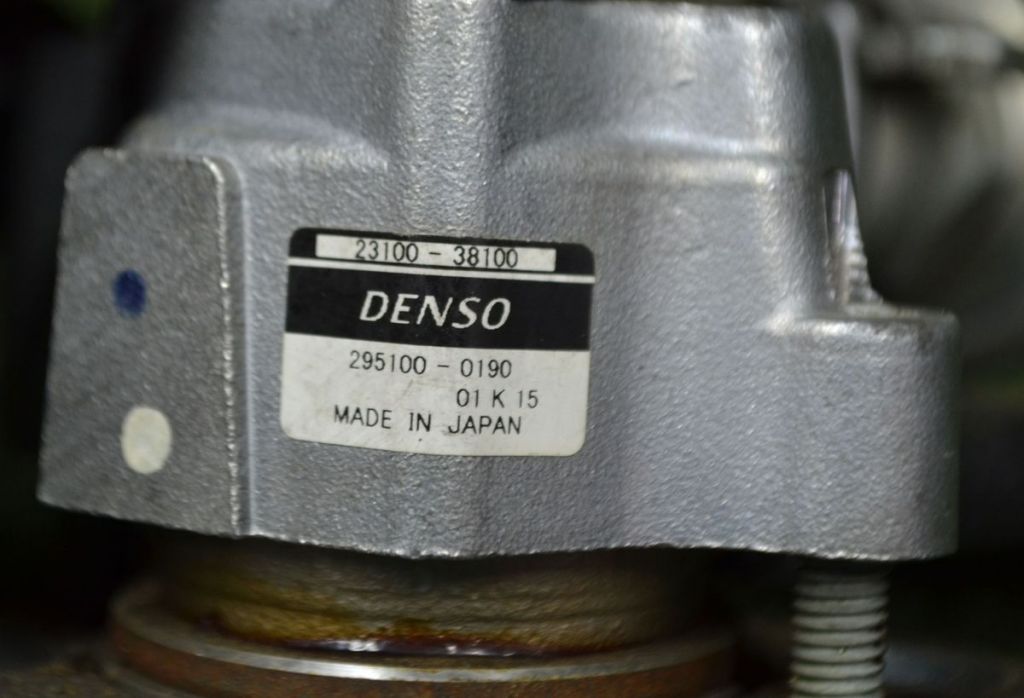 23100 - 38100
DENSO
295100 - 0190
01 K 15
MADE IN JAPAN